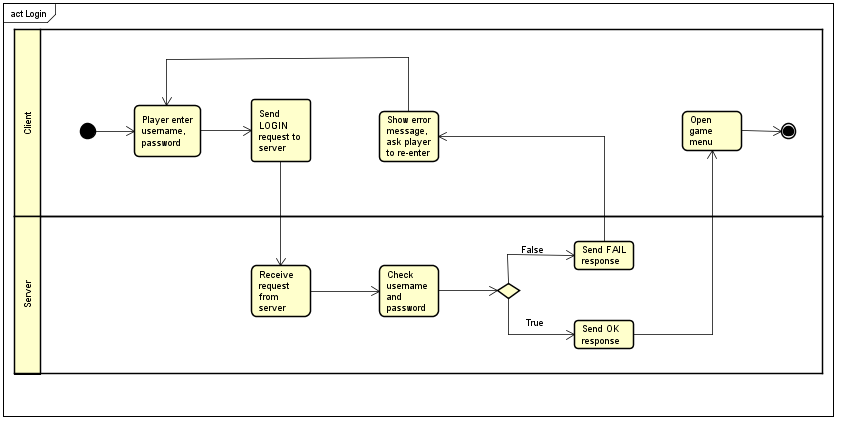 act Login
Client
Player enter
username,
password
Send
LOGIN
request to
server
Show error
message,
ask player
to re-enter
Open
game
menu
Server
Receive
request
from
server
Check
username
and
password
False
Send FAIL
response
True
Send OK
response